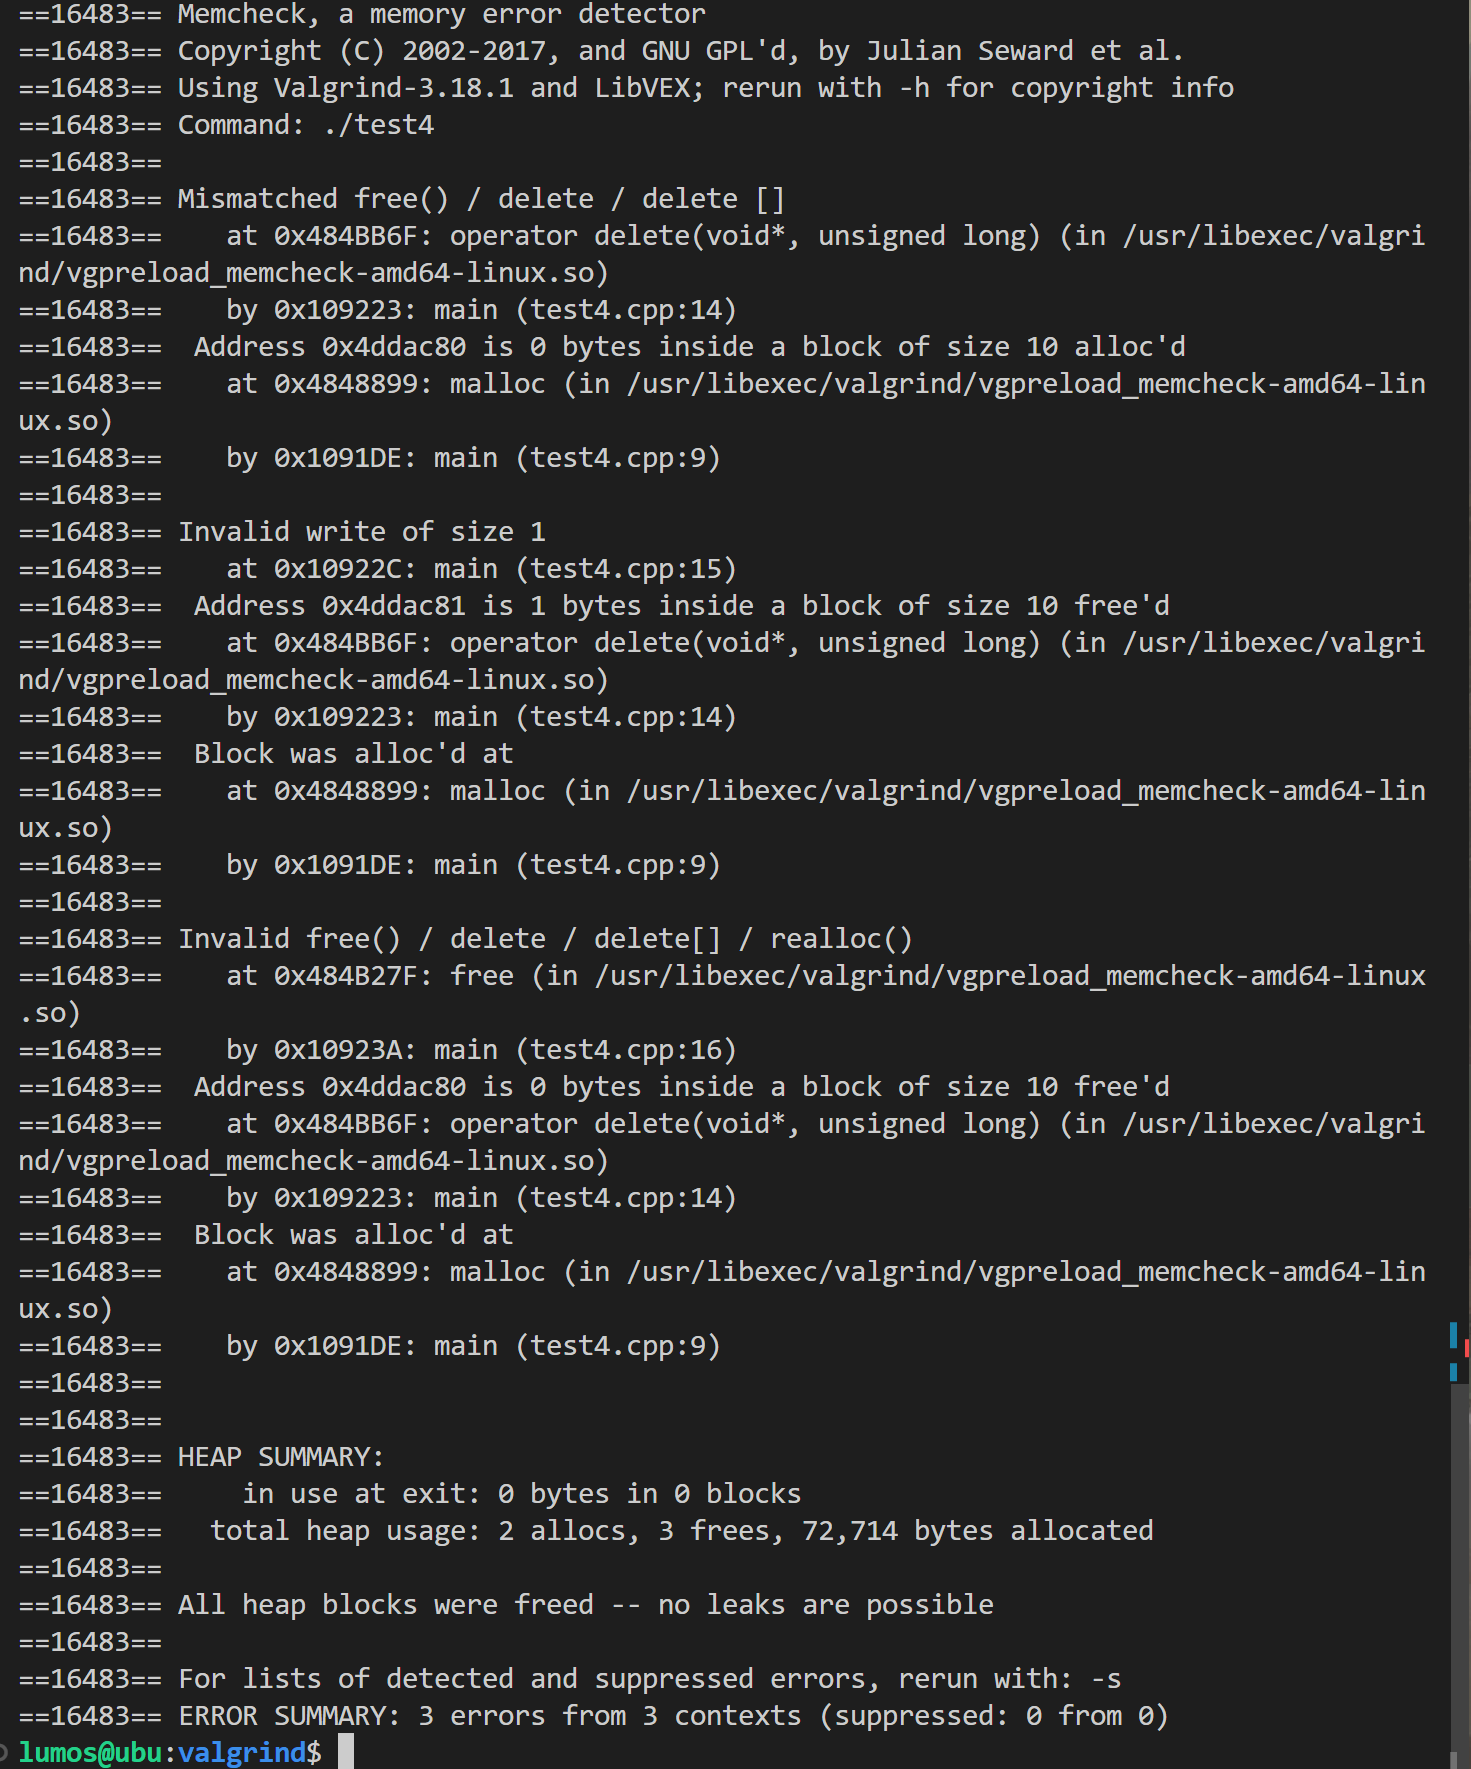 ==16483== Memcheck, a memory error detector
==16483== Copyright (C) 2002-2017, and GNU GPL'd, by Julian Seward et al.
==16483== Using Valgrind-3.18.1 and LibVEX; rerun with -h for copyright info
==16483== Command: ./test4
==16483==
==16483== Mismatched free() / delete / delete []
==16483==    at 0x484BB6F: operator delete(void*, unsigned long) (in /usr/libexec/valgri
nd/vgpreload_memcheck-amd64-linux.so)
==16483==    by 0x109223: main (test4.cpp:14)
==16483==  Address 0x4ddac80 is 0 bytes inside a block of size 10 alloc'd
==16483==    at 0x4848899: malloc (in /usr/libexec/valgrind/vgpreload_memcheck-amd64-lin
ux.so)
==16483==    by 0x1091DE: main (test4.cpp:9)
==16483==
==16483== Invalid write of size 1
==16483==    at 0x10922C: main (test4.cpp:15)
==16483==  Address 0x4ddac81 is 1 bytes inside a block of size 10 free'd
==16483==    at 0x484BB6F: operator delete(void*, unsigned long) (in /usr/libexec/valgri
nd/vgpreload_memcheck-amd64-linux.so)
==16483==    by 0x109223: main (test4.cpp:14)
==16483==  Block was alloc'd at
==16483==    at 0x4848899: malloc (in /usr/libexec/valgrind/vgpreload_memcheck-amd64-lin
ux.so)
==16483==    by 0x1091DE: main (test4.cpp:9)
==16483==
==16483== Invalid free() / delete / delete[] / realloc()
==16483==    at 0x484B27F: free (in /usr/libexec/valgrind/vgpreload_memcheck-amd64-linux
.so)
==16483==    by 0x10923A: main (test4.cpp:16)
==16483==  Address 0x4ddac80 is 0 bytes inside a block of size 10 free'd
==16483==    at 0x484BB6F: operator delete(void*, unsigned long) (in /usr/libexec/valgri
nd/vgpreload_memcheck-amd64-linux.so)
==16483==    by 0x109223: main (test4.cpp:14)
==16483==  Block was alloc'd at
==16483==    at 0x4848899: malloc (in /usr/libexec/valgrind/vgpreload_memcheck-amd64-lin
ux.so)
==16483==    by 0x1091DE: main (test4.cpp:9)
==16483==
==16483==
==16483== HEAP SUMMARY:
==16483==     in use at exit: 0 bytes in 0 blocks
==16483==   total heap usage: 2 allocs, 3 frees, 72,714 bytes allocated
==16483==
==16483== All heap blocks were freed -- no leaks are possible
==16483==
==16483== For lists of detected and suppressed errors, rerun with: -s
==16483== ERROR SUMMARY: 3 errors from 3 contexts (suppressed: 0 from 0)
lumos@ubu:valgrind$